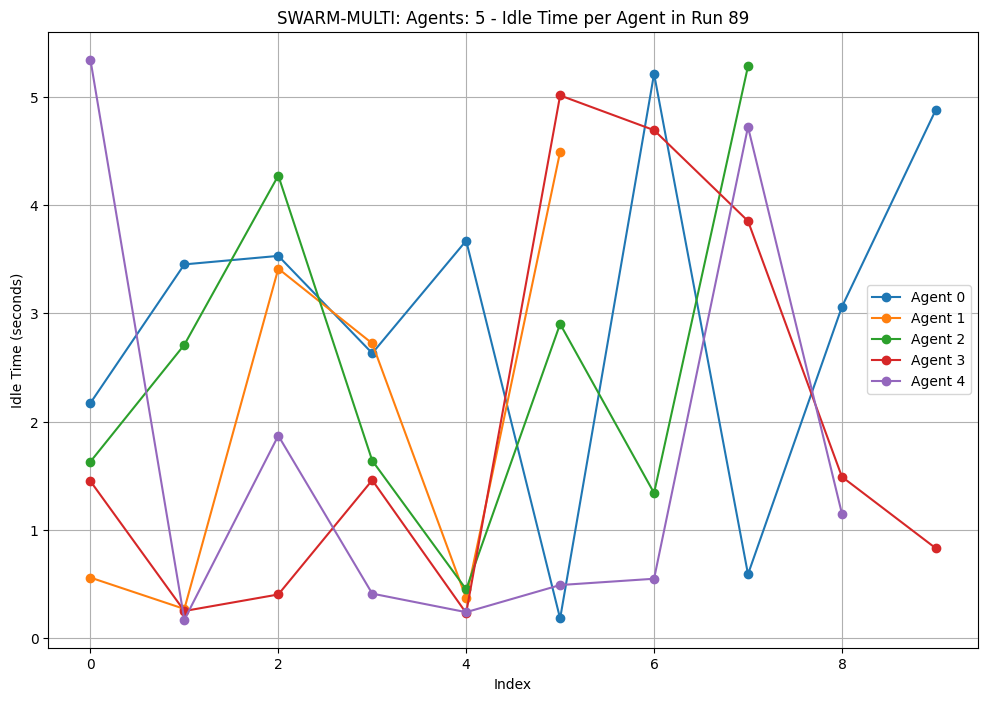 SWARM-MULTI: Agents: 5 - Idle Time per Agent in Run 89
Idle Time (seconds)
5
4
3
2
1
0
Agent 0
Agent 1
Agent 2
Agent 3
Agent 4
0 2 4 6 8
Index